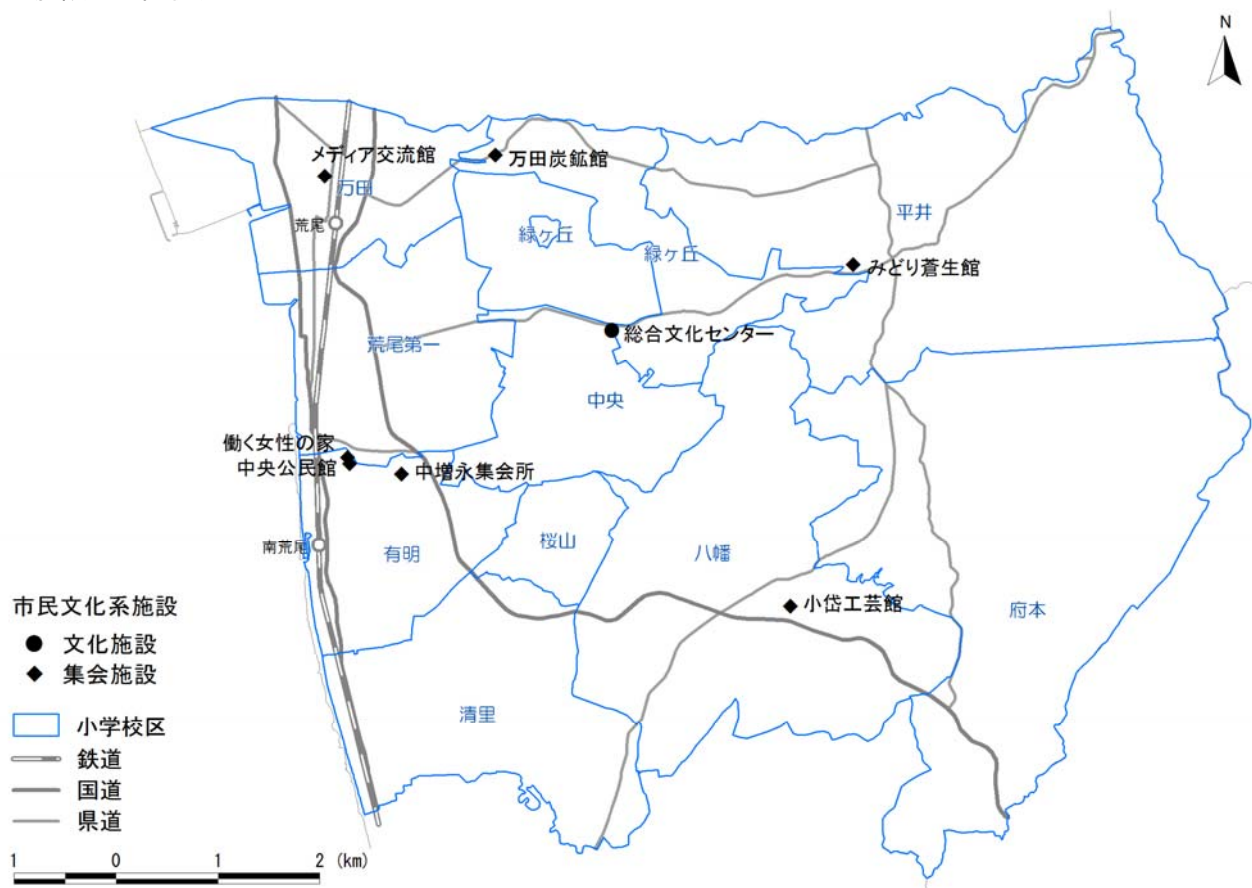 N
メディア交流館
万田炭鉱館
万田
荒尾
緑ヶ丘
緑ヶ丘
平井
みどり蒼生館
総合文化センター
荒尾第一
中央
働く女性の家
中央公民館
中増永集会所
南荒尾
有明
桜山
八幡
小岱工芸館
府本
清里
市民文化系施設
文化施設
集会施設
小学校区
鉄道
国道
県道
1 0 1 2 (km)